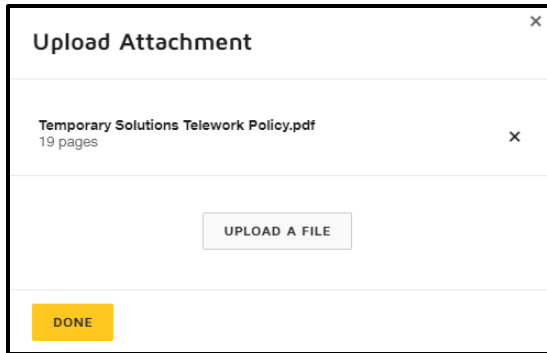 Upload Attachment
Temporary Solutions Telework Policy.pdf
19 pages
UPLOAD A FILE
DONE